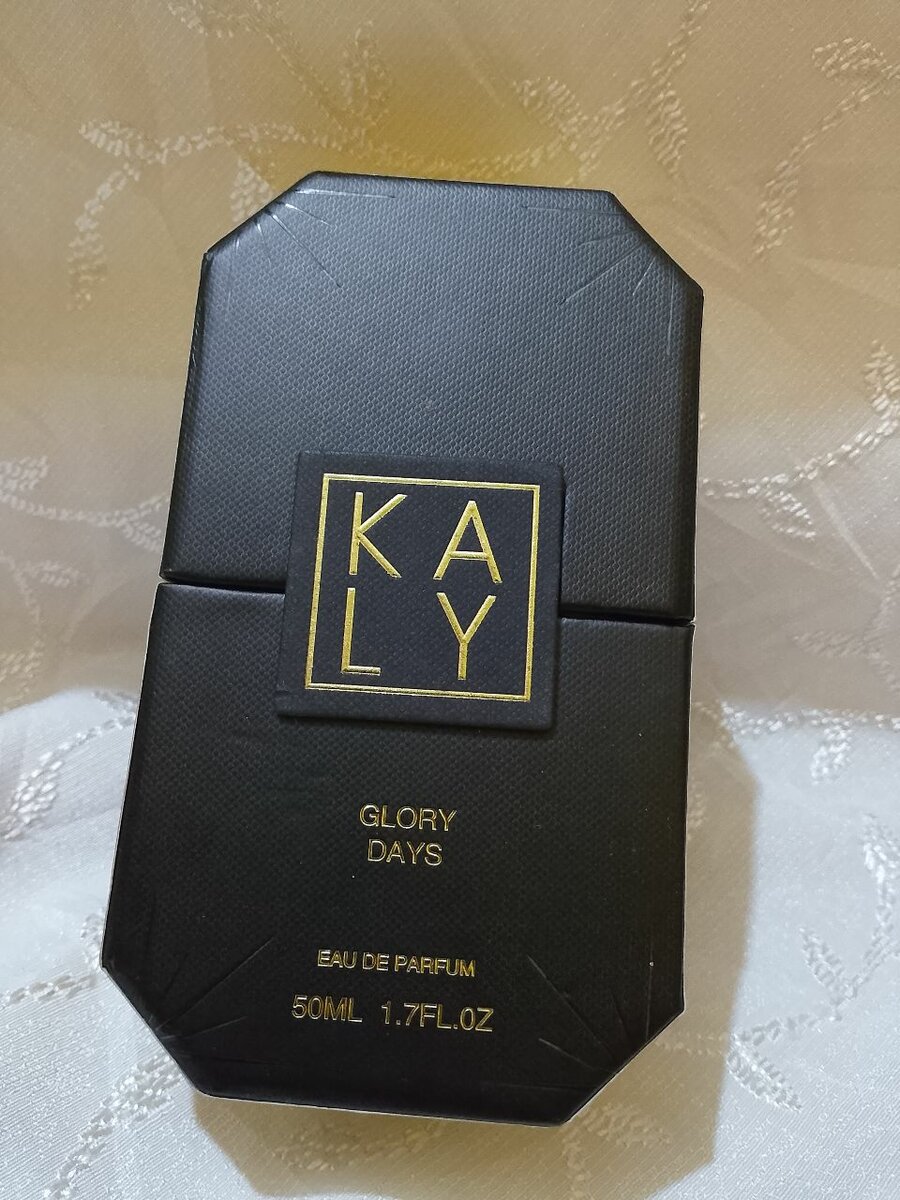 KA
LY
GLORY
DAYS
EAU DE PARFUM
50ML 1.7FL.0Z